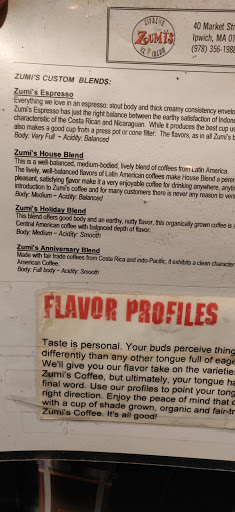 ZUMI'S
40 Market Str
Ipwich, MA 01
(978) 356-198
ZUMI'S CUSTOM BLENDS:
Zumi's Espresso
Everything we love in an espresso: stout body and thick creamy consistency envelo
Zumi's Espresso has just the right balance between the earthy satisfaction of Indone
characteristic of the Costa Rican and Nicaraguan. While it produces the best cup us
also makes a good cup from a press pot or cone filter. The flavors, as in all Zumi's b
Body: Very Full ~ Acidity: Balanced
Zumi's House Blend
This is a well-balanced, medium-bodied, lively blend of coffees from Latin America.
The lively, well-balanced flavors of Latin American coffees make House Blend a peren
pleasant, satisfying flavor make it a very enjoyable coffee for drinking anywhere, anyti
introduction to Zumi's coffee and for many customers there is never any reason to ven
Body: Medium ~ Acidity: Balanced
Zumi's Holiday Blend
This blend offers good body and an earthy, nutty flavor, this organically grown coffee is a
Central American coffee with balanced depth of flavor.
Body: Medium ~ Acidity: Smooth
Zumi's Anniversary Blend
Made with fair trade coffees from Costa Rica and indo-Pacific, it exhibits a clean character
American Coffee.
Body: Full body ~ Acidity: Smooth
FLAVOR PROFILES
Taste is personal. Your buds perceive thing
differently than any other tongue full of eage
We'll give you our flavor take on the varietie
Zumi's Coffee, but ultimately, your tongue ha
final word. Use our profiles to point your tong
right direction. Enjoy the peace of mind that c
with a cup of shade grown, organic and fair-tr
Zumi's Coffee. It's all good!